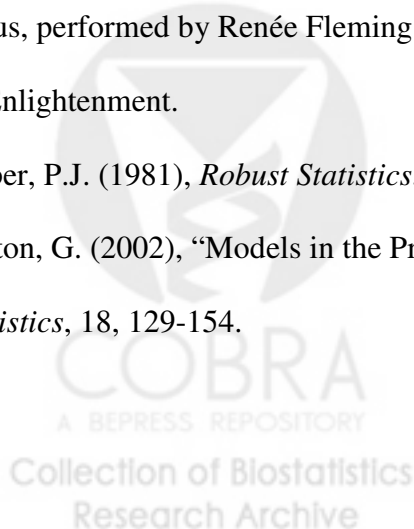 us, performed by Renée Fleming
Enlightenment.
ber, P.J. (1981), Robust Statistics.
ton, G. (2002), “Models in the Pr
istics, 18, 129-154.
COBRA
A BEPRESS REPOSITORY
Collection of Biostatistics
Research Archive